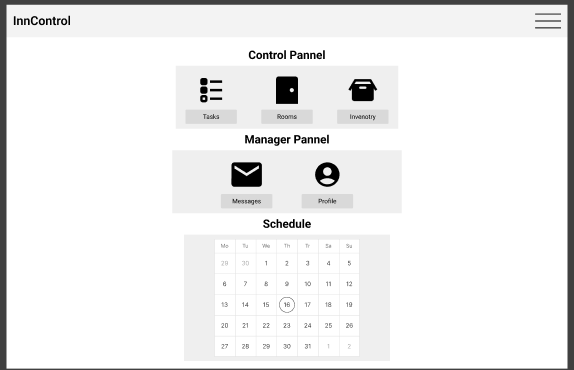 InnControl
Control Pannel
Tasks Rooms Invenotry
Manager Pannel
Messages Profile
Schedule
Mo Tu We Th Fr Sa Su
29 30 1 2 3 4 5
6 7 8 9 10 11 12
13 14 15 16 17 18 19
20 21 22 23 24 25 26
27 28 29 30 31 1 2